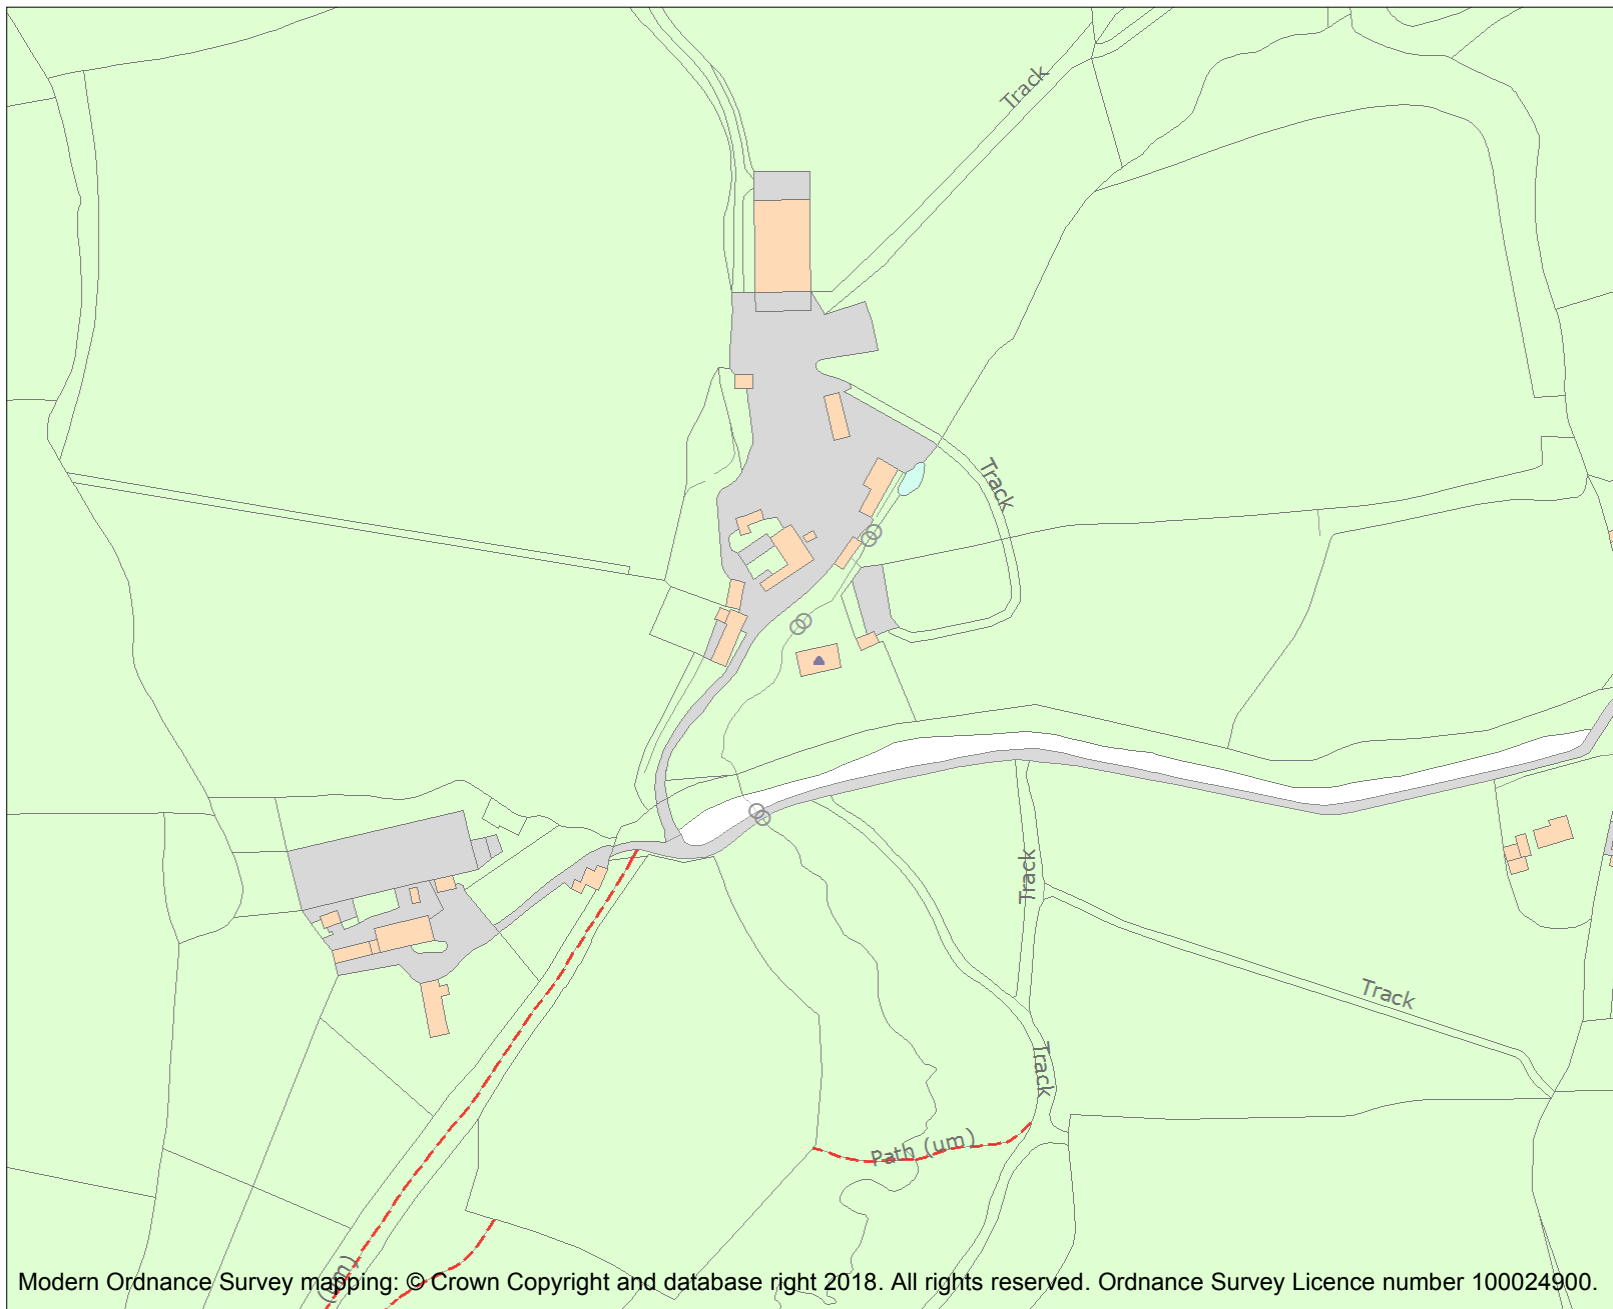 Track
Track
Track
Track
Track
Path (um)
(um)
Modern Ordnance Survey mapping: © Crown Copyright and database right 2018. All rights reserved. Ordnance Survey Licence number 100024900.